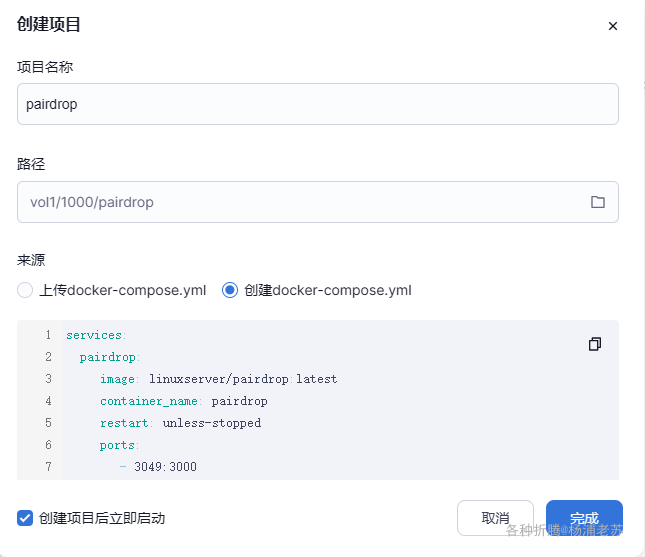 创建项目
项目名称
pairdrop
路径
vol1/1000/pairdrop
来源
上传docker-compose.yml 创建docker-compose.yml
1 services:
2 pairdrop:
3 image: linuxserver/pairdrop:latest
4 container_name: pairdrop
5 restart: unless-stopped
6 ports:
7 - 3049:3000
创建项目后立即启动 取消 完成
各种折腾@杨浦老苏